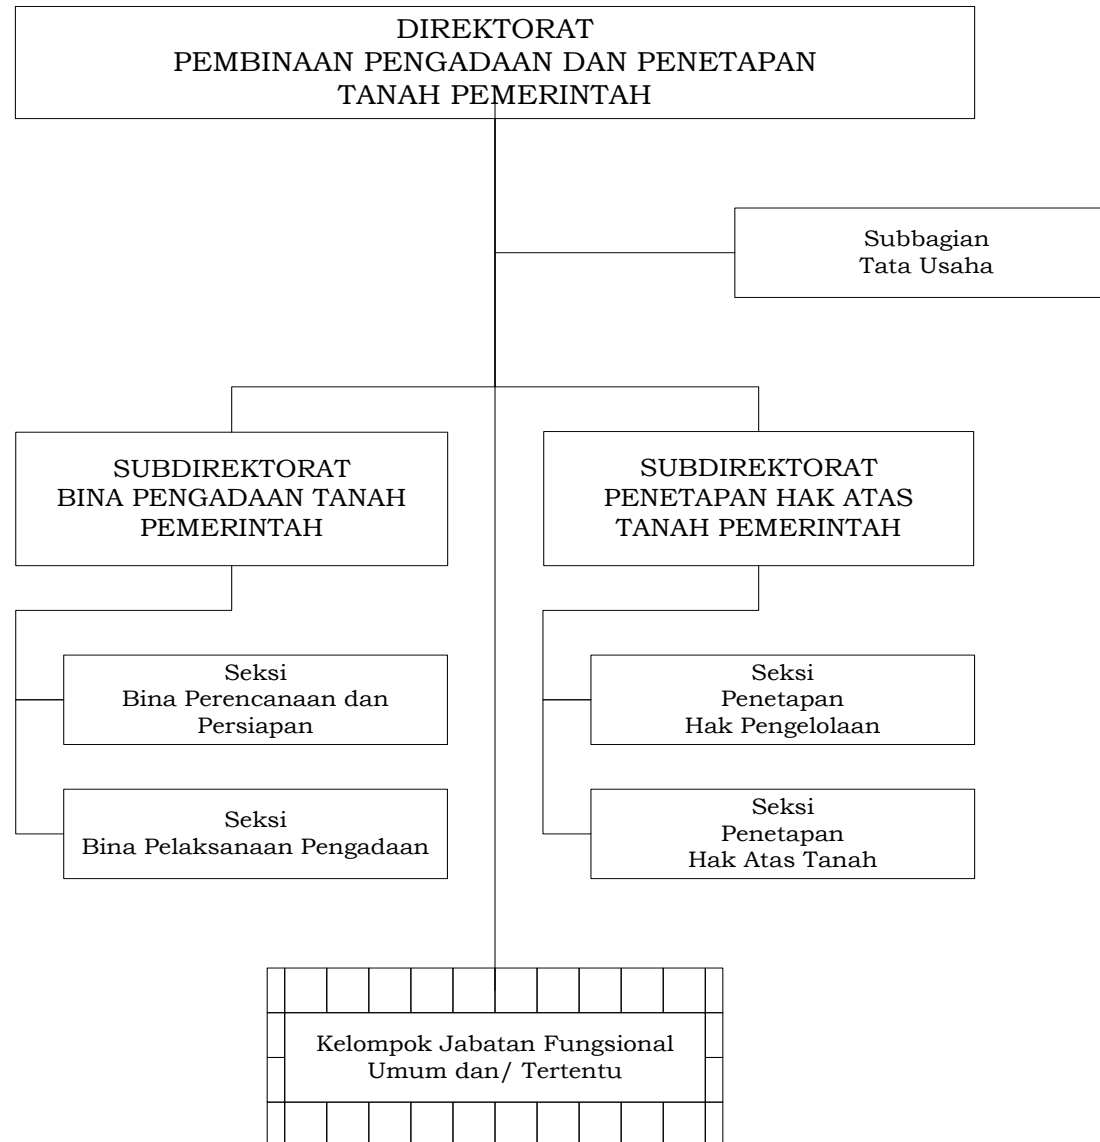 DIREKTORAT
PEMBINAAN PENGADAAN DAN PENETAPAN
TANAH PEMERINTAH
Subbagian
Tata Usaha
SUBDIREKTORAT
BINA PENGADAAN TANAH
PEMERINTAH
SUBDIREKTORAT
PENETAPAN HAK ATAS
TANAH PEMERINTAH
Seksi
Bina Perencanaan dan
Persiapan
Seksi
Penetapan
Hak Pengelolaan
Seksi
Bina Pelaksanaan Pengadaan
Seksi
Penetapan
Hak Atas Tanah
Kelompok Jabatan Fungsional
Umum dan/ Tertentu